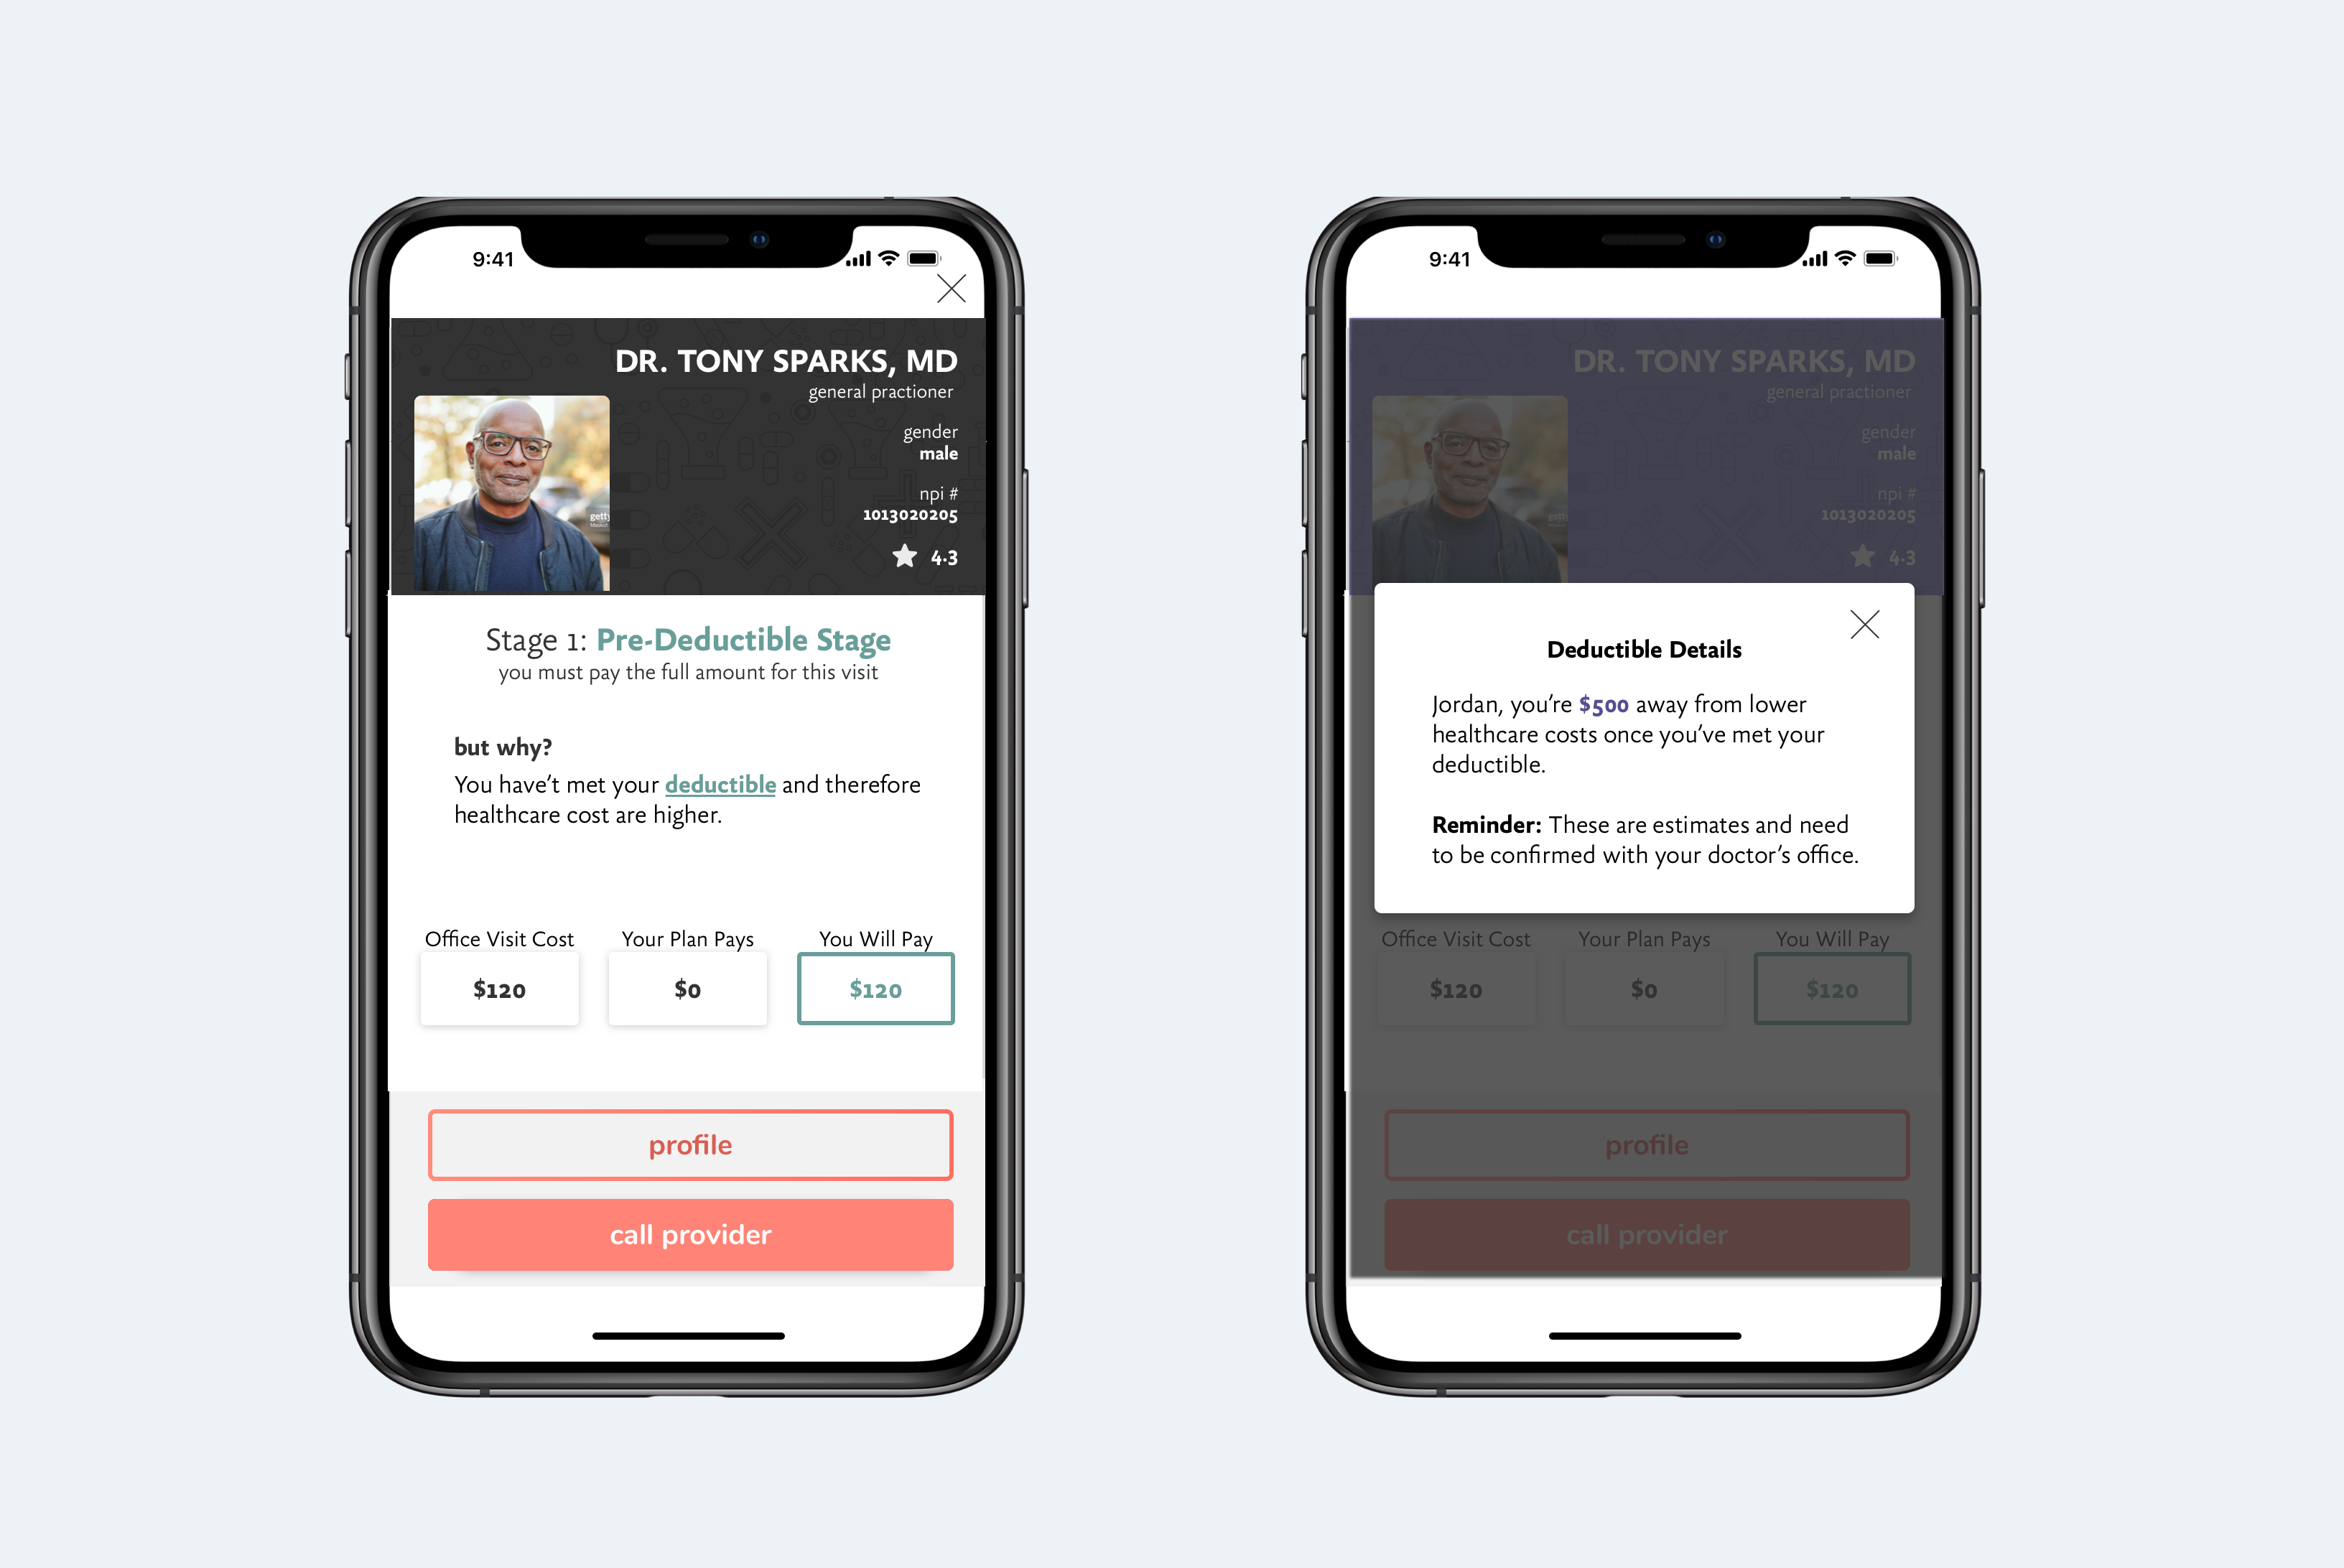 9:41
DR. TONY SPARKS, MD
general practioner
gender
male
npi #
1013020205
4.3
getty
Stage 1: Pre-Deductible Stage
you must pay the full amount for this visit
but why?
You have't met your deductible and therefore
healthcare cost are higher.
Office Visit Cost
Your Plan Pays
You Will Pay
$120
$0
$120
profile
call provider
9:41
DR. TONY SPARKS, MD
general practioner
gender
male
npi #
1013020205
4.3
Deductible Details
Jordan, you're $500 away from lower
healthcare costs once you've met your
deductible.
Reminder: These are estimates and need
to be confirmed with your doctor's office.
Office Visit Cost
Your Plan Pays
You Will Pay
$120
$0
$120
profile
call provider